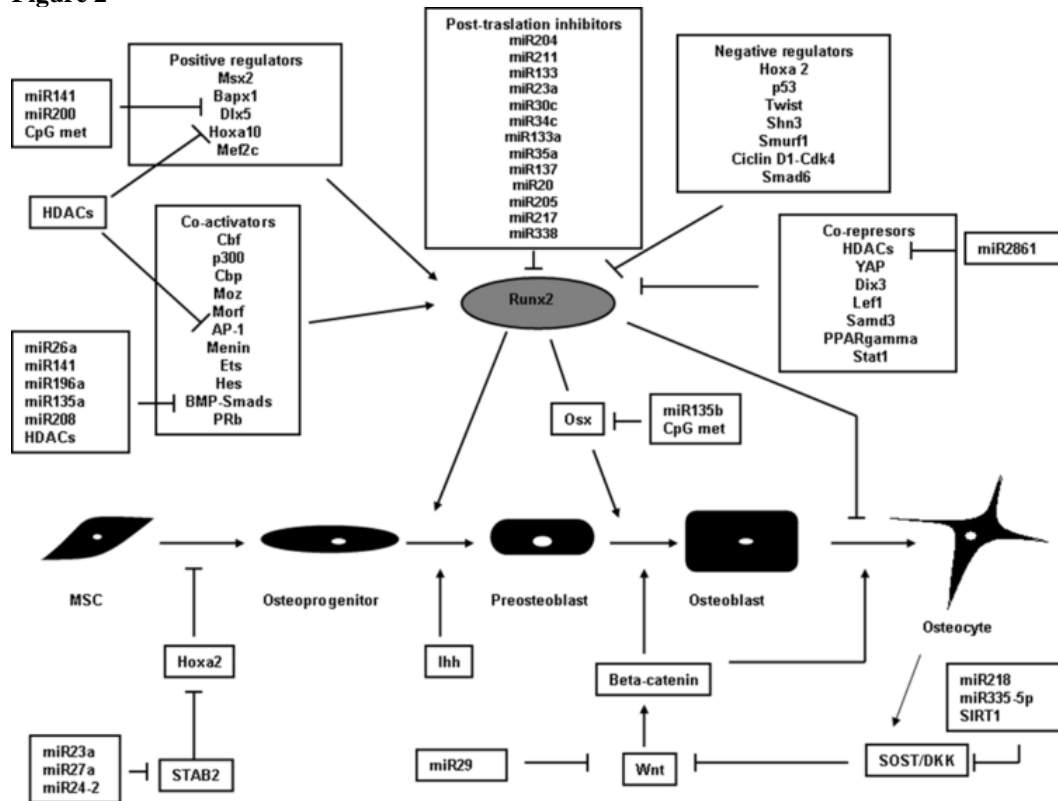 Figure 2
Positive regulators
Msx2
Bapx1
Dlx5
Hoxa10
Mef2c
miR141
miR200
CpG met
HDACs
Co-activators
Cbf
p300
Cbp
Moz
Morf
AP-1
Menin
Ets
Hes
BMP-Smads
PRb
miR26a
miR141
miR196a
miR135a
miR208
HDACs
Post-traslation inhibitors
miR204
miR211
miR133
miR23a
miR30c
miR34c
miR133a
miR35a
miR137
miR20
miR205
miR217
miR338
Negative regulators
Hoxa 2
p53
Twist
Shn3
Smurf1
Ciclin D1-Cdk4
Smad6
Co-represors
HDACs
YAP
Dix3
Lef1
Samd3
PPARgamma
Stat1
miR2861
Runx2
Osx
miR135b
CpG met
MSC
Osteoprogenitor
Preosteoblast
Osteoblast
Osteocyte
Hoxa2
Ihh
Beta-catenin
miR218
miR335-5p
SIRT1
miR23a
miR27a
miR24-2
STAB2
miR29
Wnt
SOST/DKK